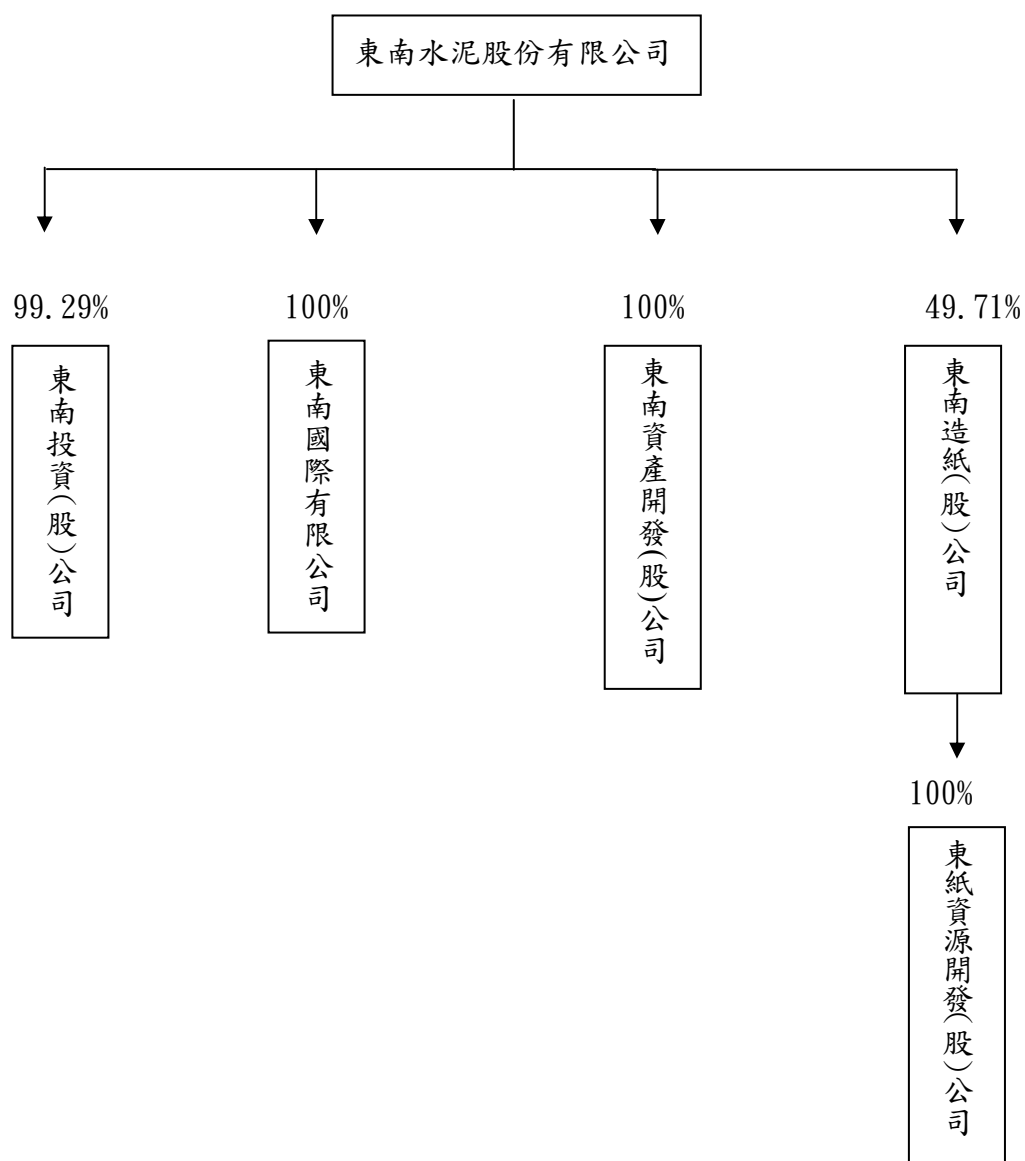 東南水泥股份有限公司
99.29%
100%
100%
49.71%
東南投資(股)公司
東南國際有限公司
東南資產開發(股)公司
東南造紙(股)公司
100%
東紙資源開發(股)公司